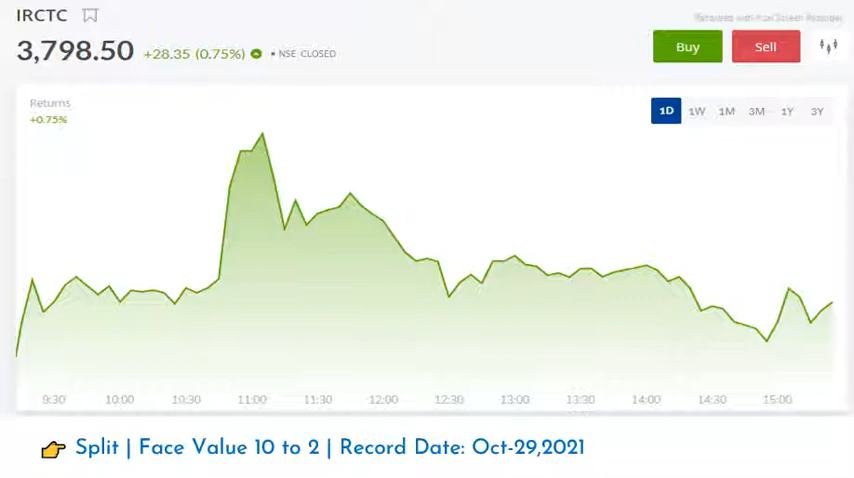 IRCTC
3,798.50 +28.35 (0.75%) • NSE CLOSED
Buy
Sell
Returns
+0.75%
1D 1W 1M 3M 1Y 3Y
9:30 10:00 10:30 11:00 11:30 12:00 12:30 13:00 13:30 14:00 14:30 15:00
Split | Face Value 10 to 2 | Record Date: Oct-29,2021